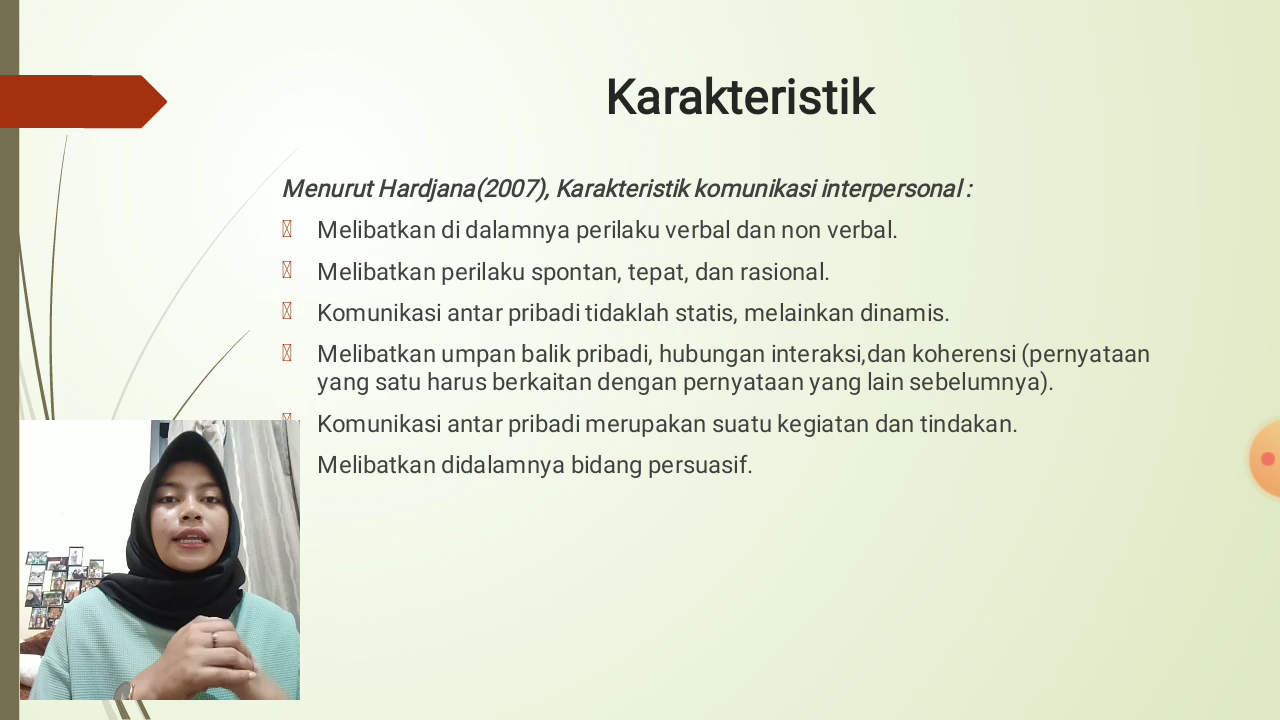 Karakteristik
Menurut Hardjana(2007), Karakteristik komunikasi interpersonal :
Melibatkan di dalamnya perilaku verbal dan non verbal.
Melibatkan perilaku spontan, tepat, dan rasional.
Komunikasi antar pribadi tidaklah statis, melainkan dinamis.
Melibatkan umpan balik pribadi, hubungan interaksi,dan koherensi (pernyataan
yang satu harus berkaitan dengan pernyataan yang lain sebelumnya).
Komunikasi antar pribadi merupakan suatu kegiatan dan tindakan.
Melibatkan didalamnya bidang persuasif.